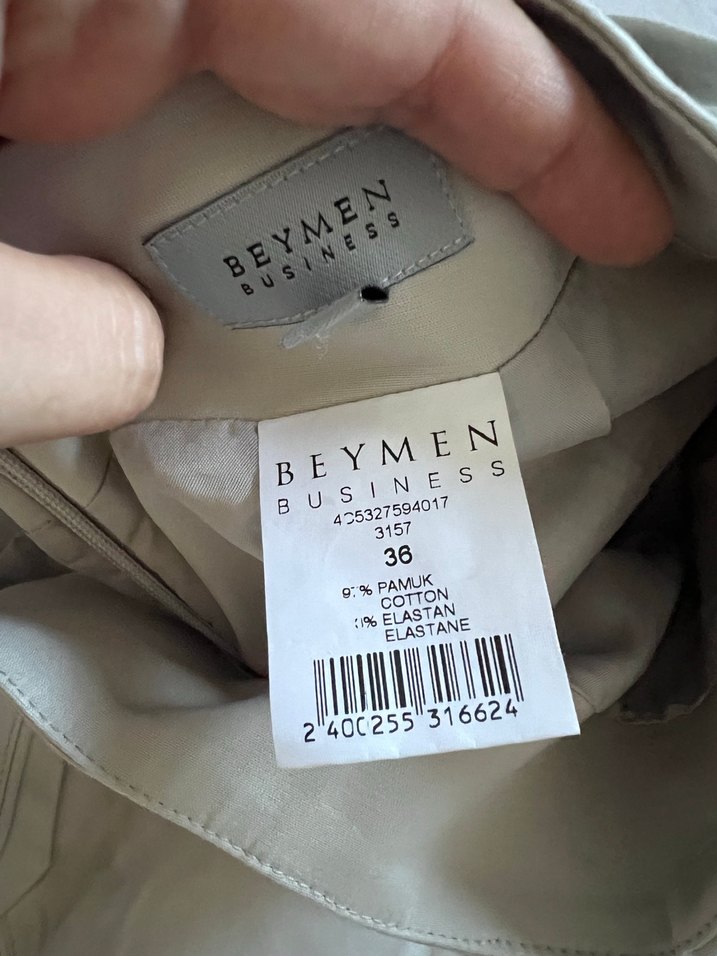 BEYMEN
BUSINESS
BEYMEN
BUSINESS
3157
36
PAMUK
COTTON
ELASTAN
ELASTANE
2 400255 316624